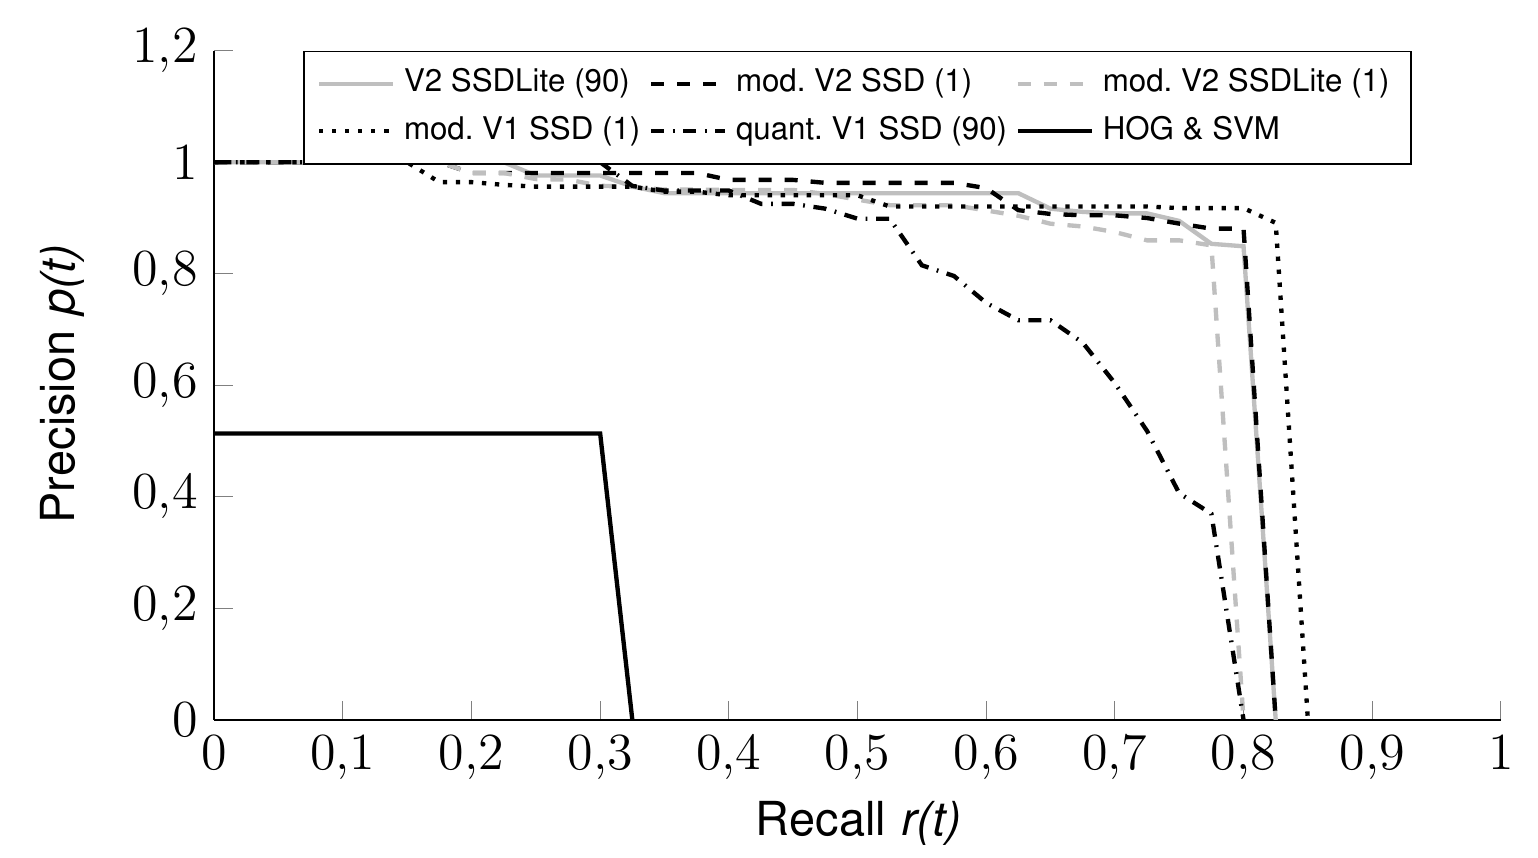 1,2
V2 SSDLite (90) mod. V2 SSD (1) mod. V2 SSDLite (1)
mod. V1 SSD (1) quant. V1 SSD (90) HOG & SVM
1
0,8
0,6
0,4
0,2
0
Precision p(t)
0 0,1 0,2 0,3 0,4 0,5 0,6 0,7 0,8 0,9 1
Recall r(t)